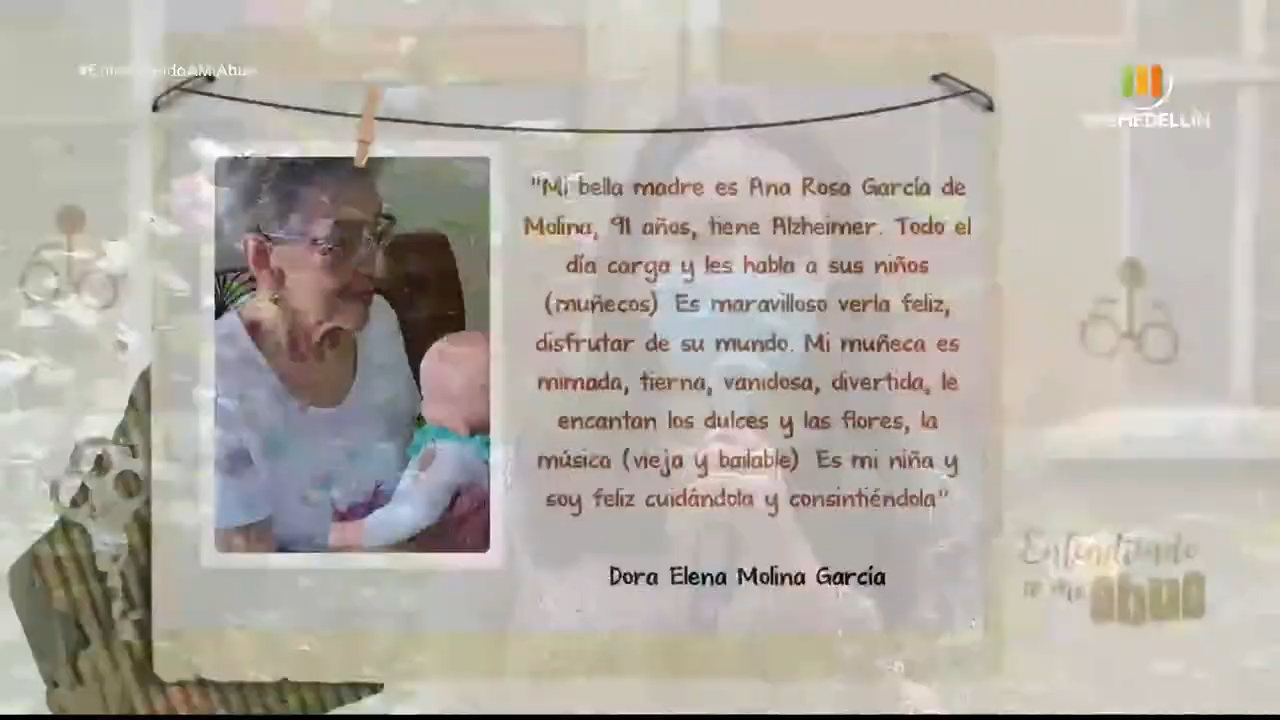 "Mi bella madre es Ana Rosa García de
Molina, 91 años, tiene Alzheimer. Todo el
día carga y les habla a sus niños
(muñecos) Es maravilloso verla feliz,
disfrutar de su mundo. Mi muñeca es
mimada, tierna, vanidosa, divertida, le
encantan los dulces y las flores, la
música (vieja y bailable) Es mi niña y
soy feliz cuidándola y consintiéndola"
Dora Elena Molina García
MEDELLÍN
Entendiendo
a mi
abuo